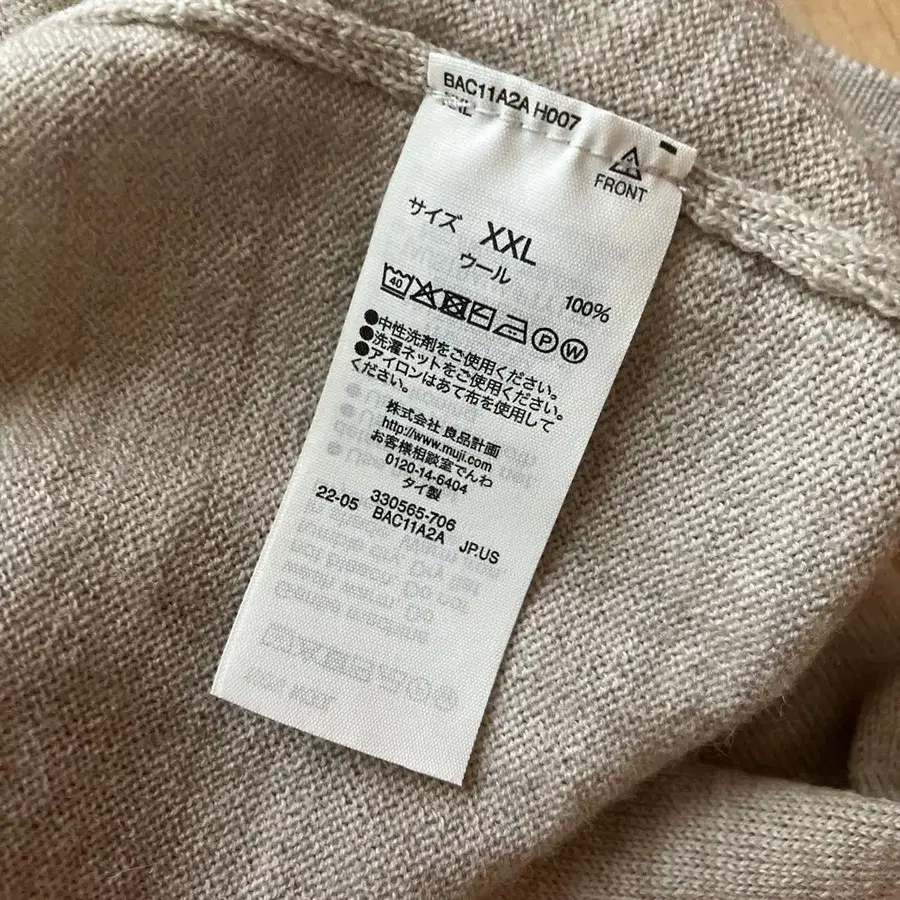 BAC11A2A H007
XXL
FRONT
サイズ XXL
ウール 100%
40
P W
●中性洗剤をご使用ください。
●洗濯ネットをご使用ください。
●アイロンはあて布を使用して
ください。
株式会社 良品計画
http://www.muji.com
お客様相談室でんわ
0120-14-6404
タイ製
330565-706
22-05 BAC11A2A JP.US